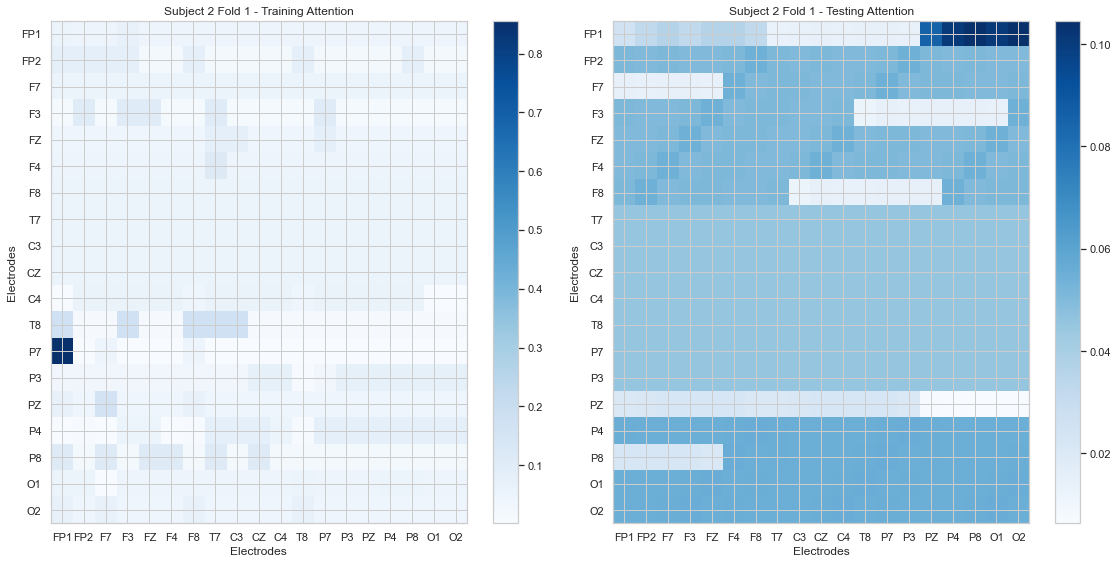 Subject 2 Fold 1 - Training Attention
Electrodes
FP1
FP2
F7
F3
FZ
F4
F8
T7
C3
CZ
C4
T8
P7
P3
PZ
P4
P8
O1
O2
FP1 FP2 F7 F3 FZ F4 F8 T7 C3 CZ C4 T8 P7 P3 PZ P4 P8 O1 O2
Electrodes
0.8
0.7
0.6
0.5
0.4
0.3
0.2
0.1
Subject 2 Fold 1 - Testing Attention
Electrodes
FP1
FP2
F7
F3
FZ
F4
F8
T7
C3
CZ
C4
T8
P7
P3
PZ
P4
P8
O1
O2
FP1 FP2 F7 F3 FZ F4 F8 T7 C3 CZ C4 T8 P7 P3 PZ P4 P8 O1 O2
Electrodes
0.10
0.08
0.06
0.04
0.02